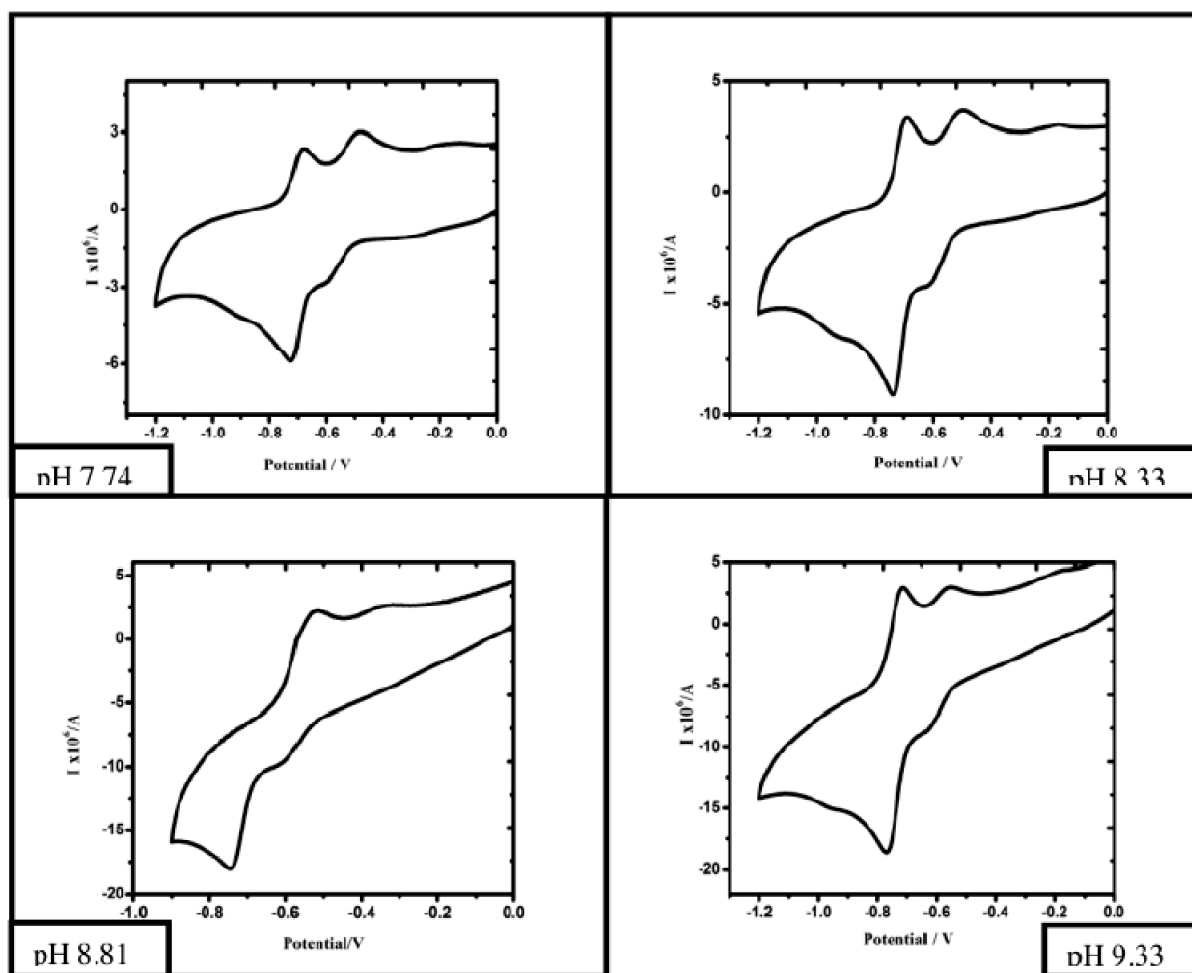 3
0
-3
-6
I x10⁶/A
-1.2 -1.0 -0.8 -0.6 -0.4 -0.2 0.0
Potential / V
pH 7.74
5
0
-5
-10
I x10⁶/A
-1.2 -1.0 -0.8 -0.6 -0.4 -0.2 0.0
Potential / V
pH 8.33
5
0
-5
-10
-15
-20
I x10⁶/A
-1.0 -0.8 -0.6 -0.4 -0.2 0.0
Potential/V
pH 8.81
5
0
-5
-10
-15
-20
I x10⁶/A
-1.2 -1.0 -0.8 -0.6 -0.4 -0.2 0.0
Potential / V
pH 9.33